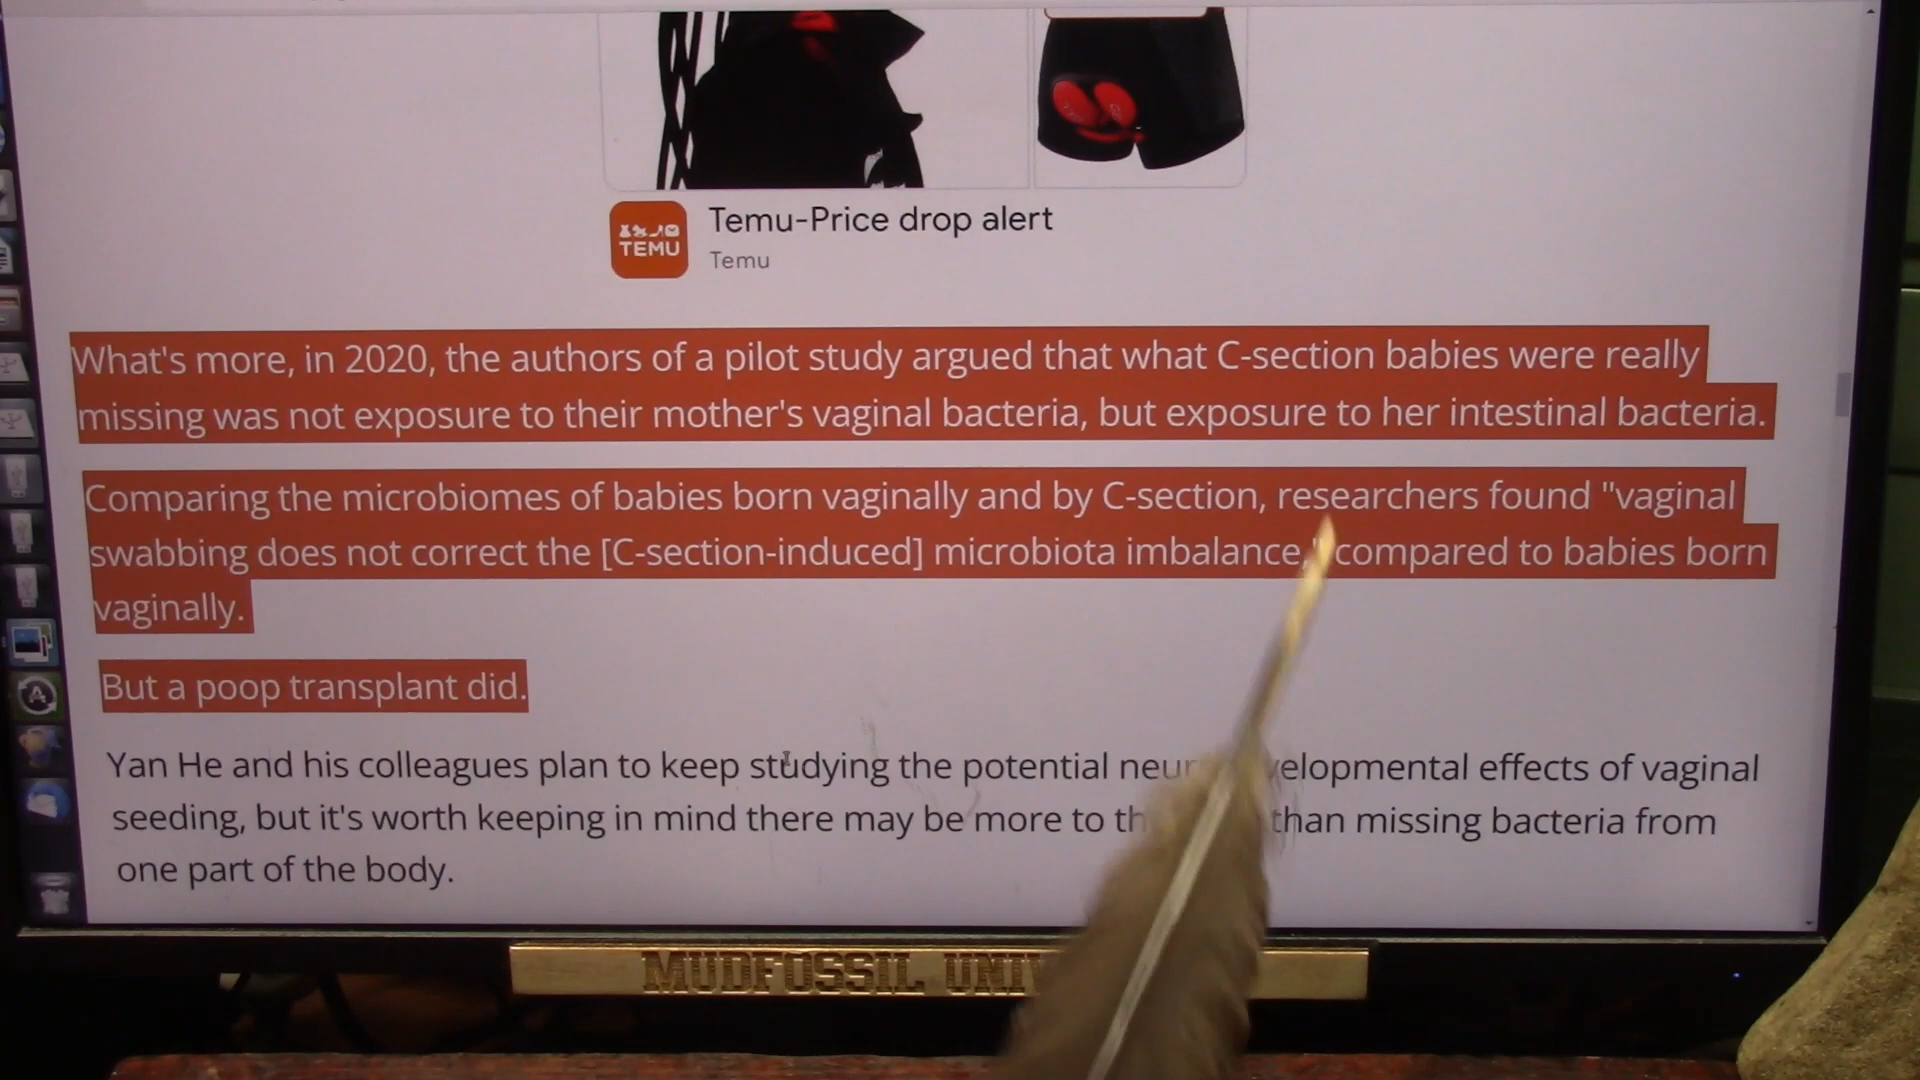 TEMU
Temu-Price drop alert
Temu
What's more, in 2020, the authors of a pilot study argued that what C-section babies were really
missing was not exposure to their mother's vaginal bacteria, but exposure to her intestinal bacteria.
Comparing the microbiomes of babies born vaginally and by C-section, researchers found "vaginal
swabbing does not correct the [C-section-induced] microbiota imbalance," compared to babies born
vaginally.
But a poop transplant did.
Yan He and his colleagues plan to keep studying the potential effects of vaginal
seeding, but it's worth keeping in mind there may be more to than missing bacteria from
one part of the body.
MUDFOSSIL